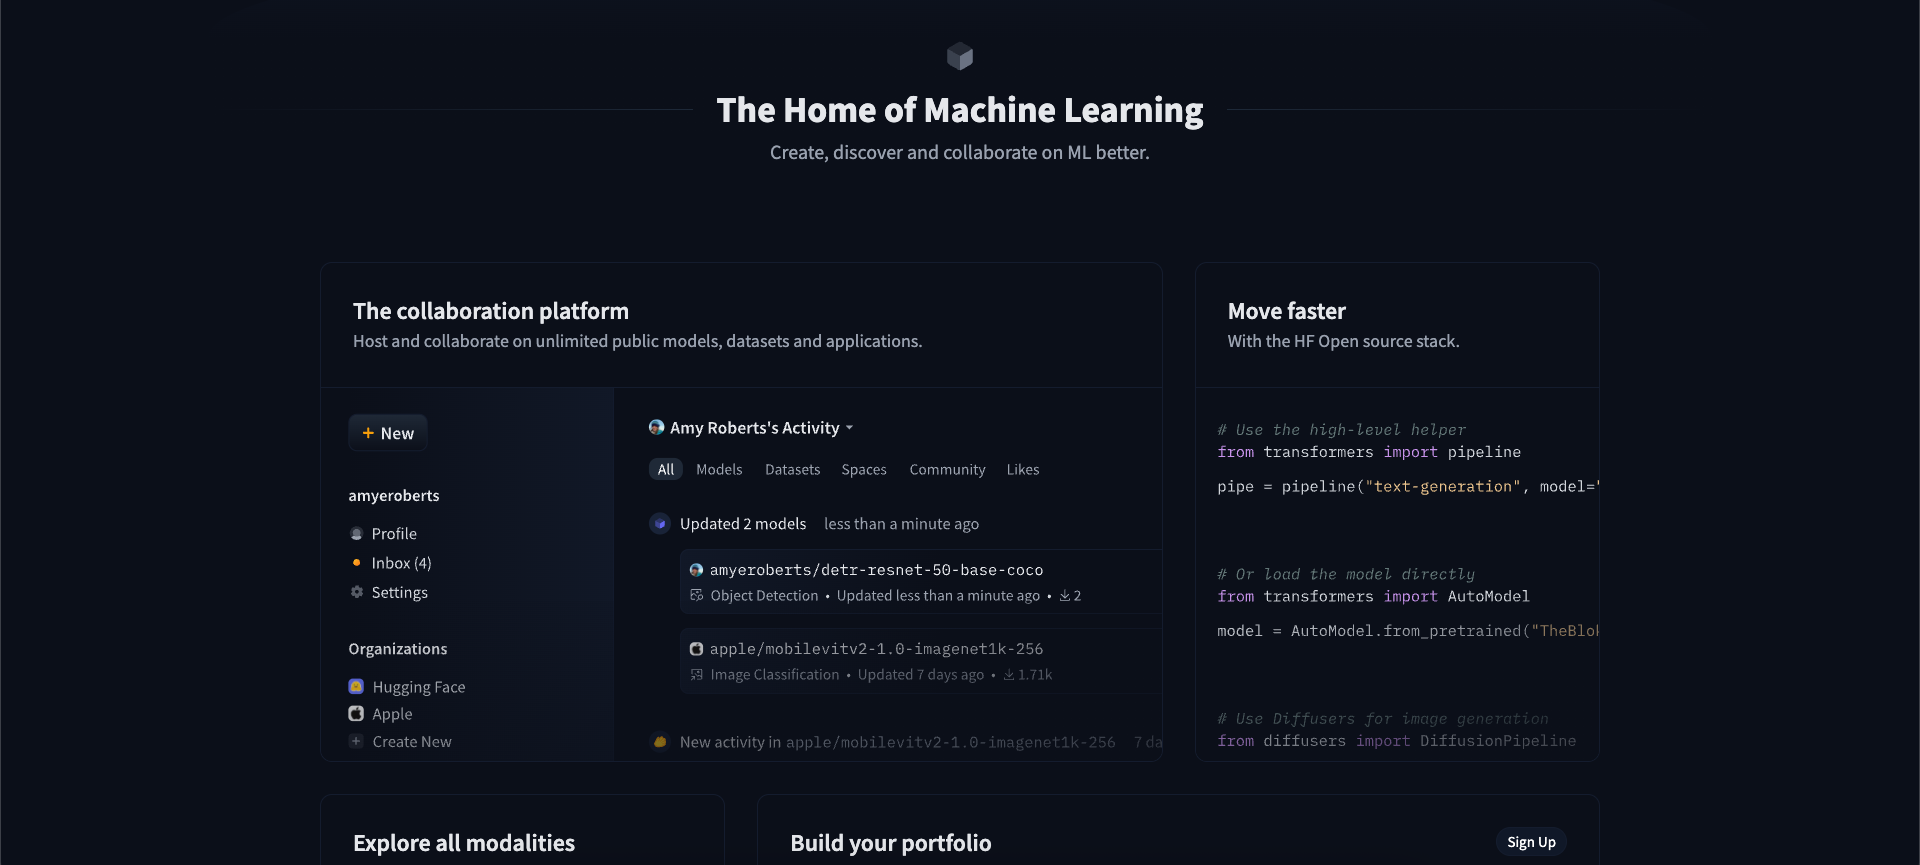 The Home of Machine Learning
Create, discover and collaborate on ML better.
The collaboration platform
Host and collaborate on unlimited public models, datasets and applications.
+ New
amyeroberts
Profile
Inbox (4)
Settings
Organizations
Hugging Face
Apple
+ Create New
Amy Roberts's Activity
All Models Datasets Spaces Community Likes
Updated 2 models less than a minute ago
amyeroberts/detr-resnet-50-base-coco
Object Detection • Updated less than a minute ago • 2
apple/mobilevitv2-1.0-imagenet1k-256
Image Classification • Updated 7 days ago • 1.71k
New activity in apple/mobilevitv2-1.0-imagenet1k-256 7 da
Move faster
With the HF Open source stack.
# Use the high-level helper
from transformers import pipeline
pipe = pipeline("text-generation", model="
# Or load the model directly
from transformers import AutoModel
model = AutoModel.from_pretrained("TheBlok
# Use Diffusers for image generation
from diffusers import DiffusionPipeline
Explore all modalities
Build your portfolio
Sign Up